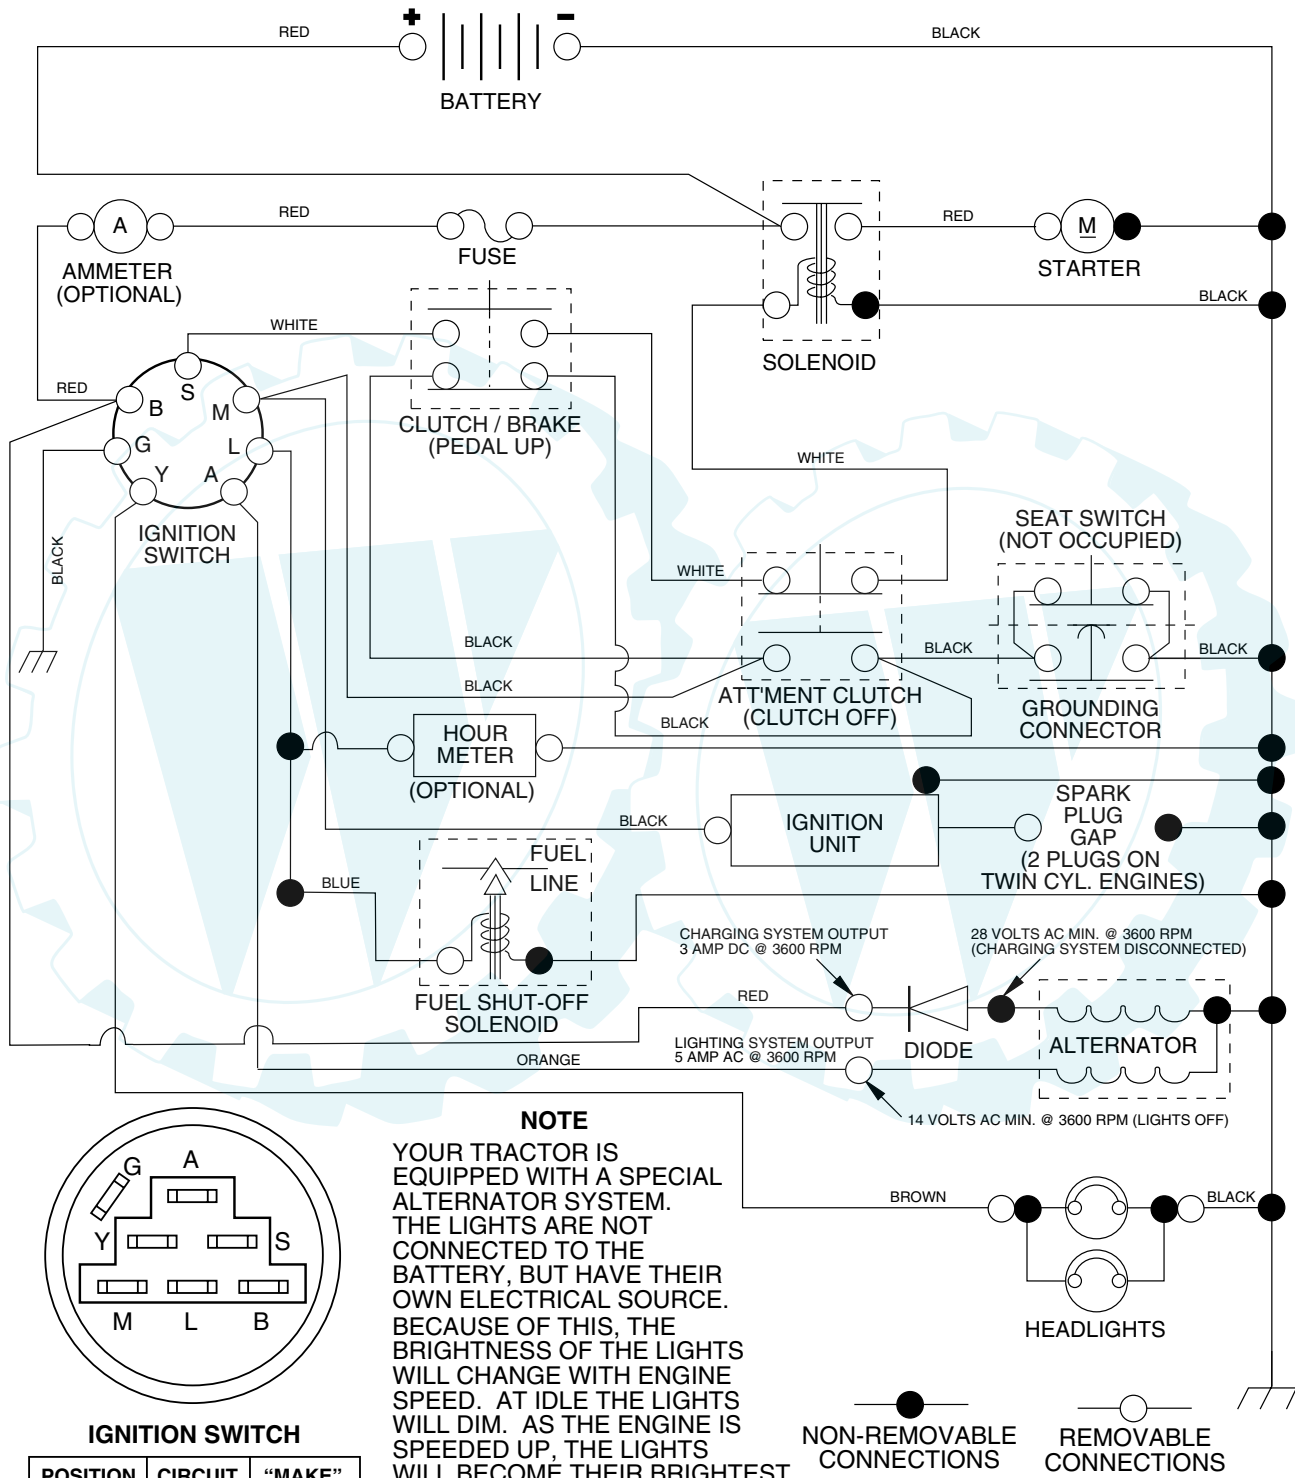 RED
+
-
BLACK
BATTERY
A
RED
FUSE
RED
M
STARTER
AMMETER
(OPTIONAL)
BLACK
SOLENOID
WHITE
CLUTCH / BRAKE
(PEDAL UP)
RED
S
B
M
G
L
Y
A
IGNITION
SWITCH
BLACK
WHITE
SEAT SWITCH
(NOT OCCUPIED)
WHITE
BLACK
BLACK
BLACK
BLACK
ATT'MENT CLUTCH
(CLUTCH OFF)
BLACK
GROUNDING
CONNECTOR
HOUR
METER
(OPTIONAL)
BLACK
IGNITION
UNIT
SPARK
PLUG
GAP
(2 PLUGS ON
TWIN CYL. ENGINES)
FUEL
LINE
BLUE
FUEL SHUT-OFF
SOLENOID
CHARGING SYSTEM OUTPUT
3 AMP DC @ 3600 RPM
28 VOLTS AC MIN. @ 3600 RPM
(CHARGING SYSTEM DISCONNECTED)
RED
DIODE
ALTERNATOR
LIGHTING SYSTEM OUTPUT
5 AMP AC @ 3600 RPM
ORANGE
14 VOLTS AC MIN. @ 3600 RPM (LIGHTS OFF)
BROWN
BLACK
HEADLIGHTS
G
A
Y
S
M
L
B
IGNITION SWITCH
POSITION CIRCUIT "MAKE"
NOTE
YOUR TRACTOR IS
EQUIPPED WITH A SPECIAL
ALTERNATOR SYSTEM.
THE LIGHTS ARE NOT
CONNECTED TO THE
BATTERY, BUT HAVE THEIR
OWN ELECTRICAL SOURCE.
BECAUSE OF THIS, THE
BRIGHTNESS OF THE LIGHTS
WILL CHANGE WITH ENGINE
SPEED. AT IDLE THE LIGHTS
WILL DIM. AS THE ENGINE IS
SPEEDED UP, THE LIGHTS
WILL BECOME THEIR BRIGHTEST
NON-REMOVABLE
CONNECTIONS
REMOVABLE
CONNECTIONS